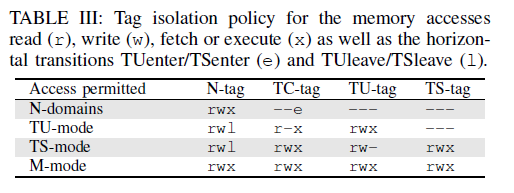 TABLE III: Tag isolation policy for the memory accesses
read (r), write (w), fetch or execute (x) as well as the horizon-
tal transitions TUenter/TSenter (e) and TUleave/TSleave (l).
Access permitted N-tag TC-tag TU-tag TS-tag
N-domains rwx --e --- ---
TU-mode rwl r-x rwx ---
TS-mode rwl rwx rw- rwx
M-mode rwx rwx rwx rwx